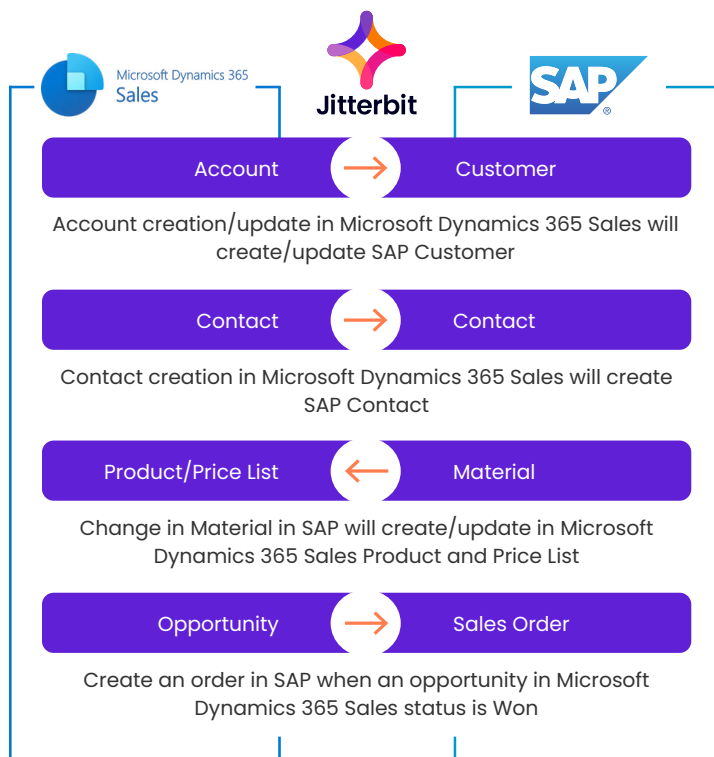 Microsoft Dynamics 365
Sales
Jitterbit
SAP
®
Account
Customer
Account creation/update in Microsoft Dynamics 365 Sales will
create/update SAP Customer
Contact
Contact
Contact creation in Microsoft Dynamics 365 Sales will create
SAP Contact
Product/Price List
Material
Change in Material in SAP will create/update in Microsoft
Dynamics 365 Sales Product and Price List
Opportunity
Sales Order
Create an order in SAP when an opportunity in Microsoft
Dynamics 365 Sales status is Won